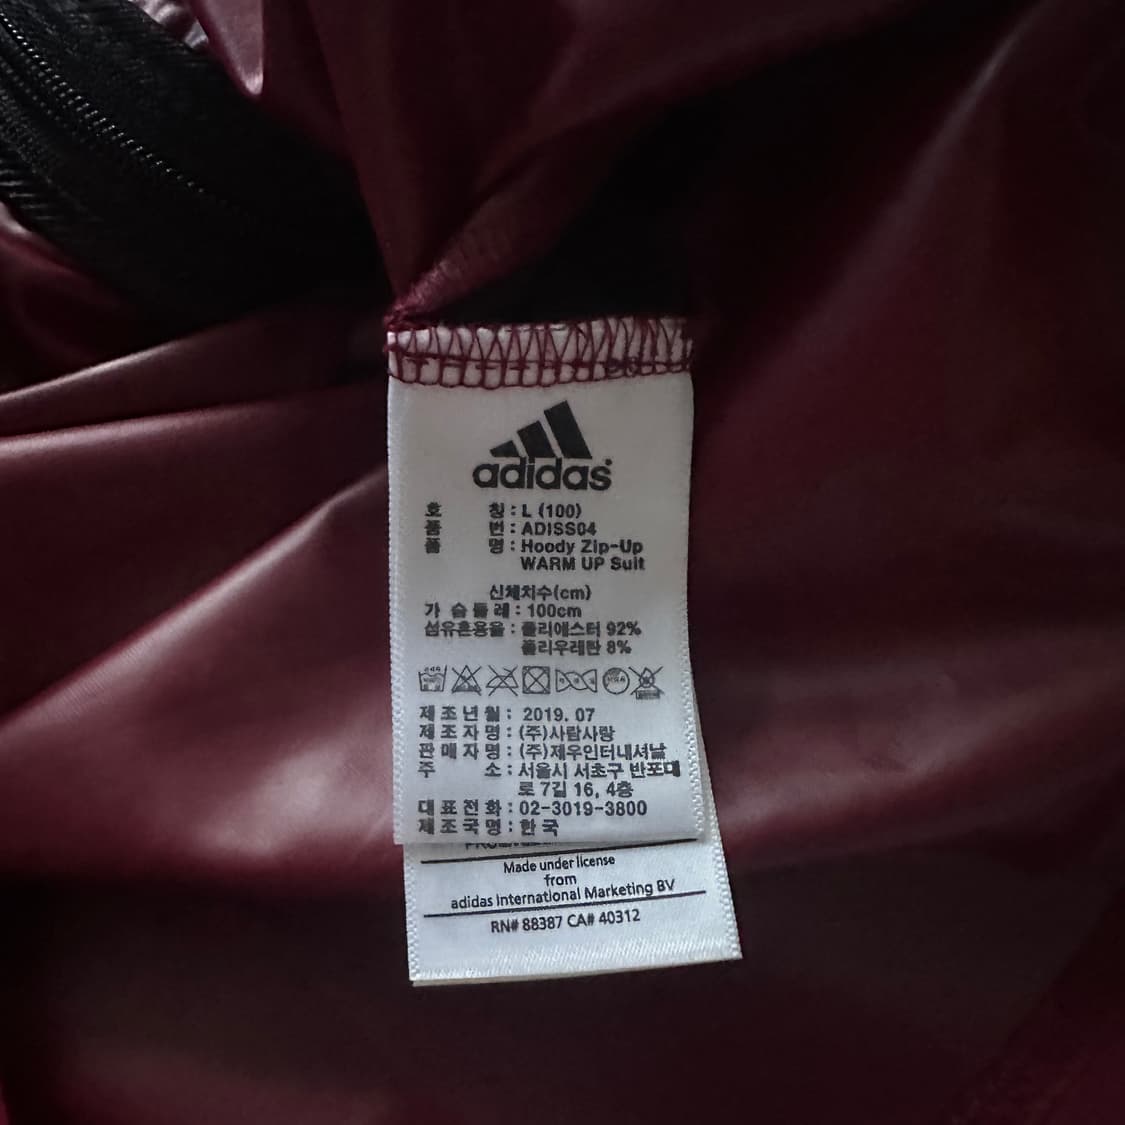 adidas
호 칭 : L (100)
품 번 : ADISS04
품 명 : Hoody Zip-Up
WARM UP Suit
신체치수(cm)
가 슴 둘 레 : 100cm
섬유혼용율 : 폴리에스터 92%
폴리우레탄 8%
제 조 년 월 : 2019. 07
제 조 자 명 : (주)사람사랑
판 매 자 명 : (주)제우인터내셔날
주 소 : 서울시 서초구 반포대
로 7길 16, 4층
대 표 전 화 : 02-3019-3800
제 조 국 명 : 한 국
Made under license
from
adidas International Marketing BV
RN# 88387 CA# 40312